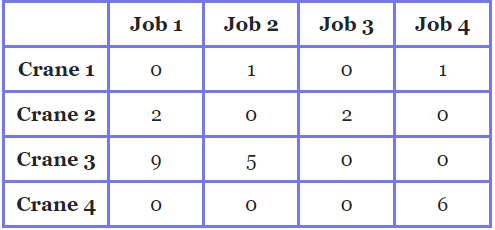 Job 1 Job 2 Job 3 Job 4
Crane 1 0 1 0 1
Crane 2 2 0 2 0
Crane 3 9 5 0 0
Crane 4 0 0 0 6